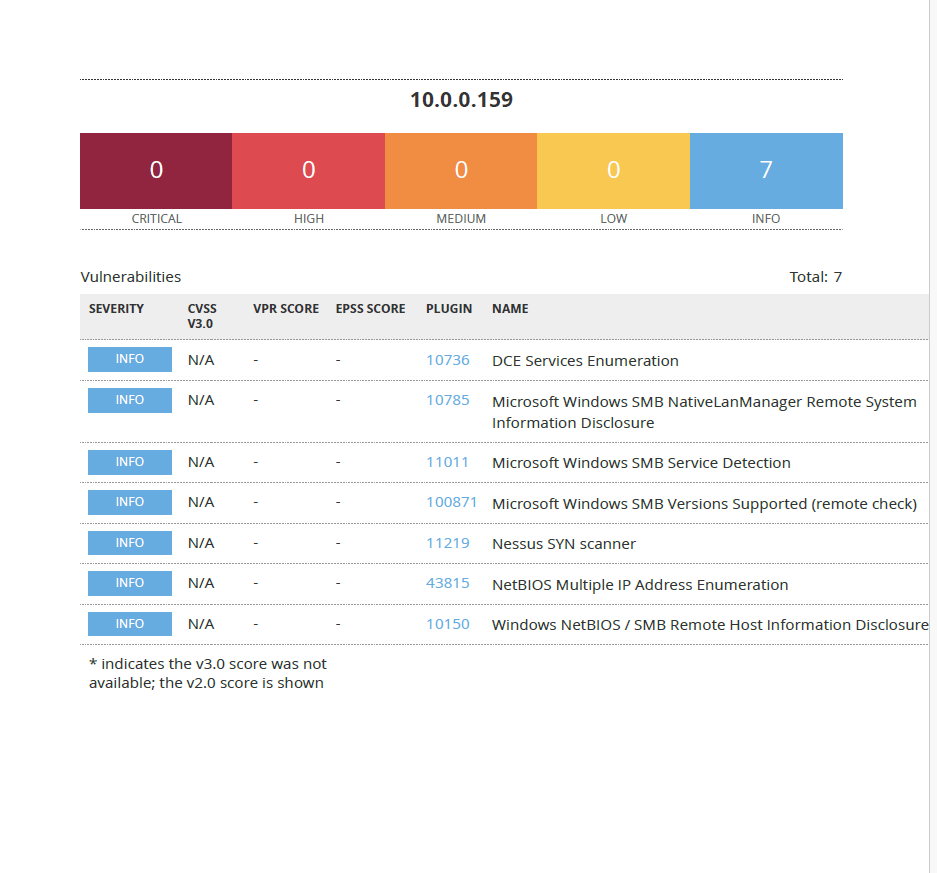 10.0.0.159
0 0 0 0 7
CRITICAL HIGH MEDIUM LOW INFO
Vulnerabilities Total: 7
SEVERITY CVSS V3.0 VPR SCORE EPSS SCORE PLUGIN NAME
INFO N/A - - 10736 DCE Services Enumeration
INFO N/A - - 10785 Microsoft Windows SMB NativeLanManager Remote System
Information Disclosure
INFO N/A - - 11011 Microsoft Windows SMB Service Detection
INFO N/A - - 100871 Microsoft Windows SMB Versions Supported (remote check)
INFO N/A - - 11219 Nessus SYN scanner
INFO N/A - - 43815 NetBIOS Multiple IP Address Enumeration
INFO N/A - - 10150 Windows NetBIOS / SMB Remote Host Information Disclosure
* indicates the v3.0 score was not
available; the v2.0 score is shown